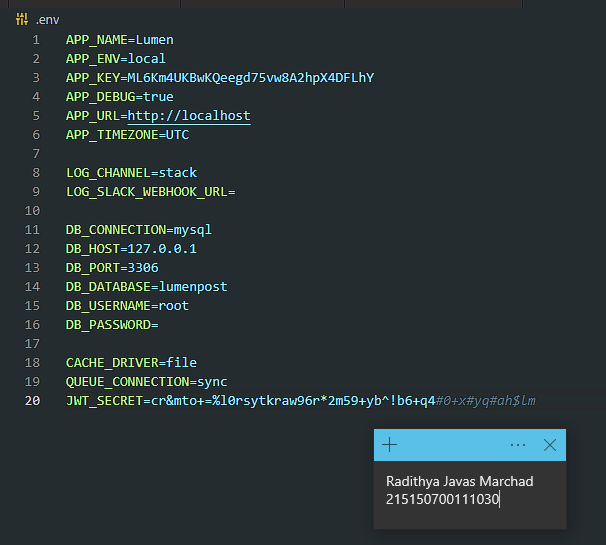 .env
1 APP_NAME=Lumen
2 APP_ENV=local
3 APP_KEY=ML6Km4UKBwKQeegd75vw8A2hpX4DFLhY
4 APP_DEBUG=true
5 APP_URL=http://localhost
6 APP_TIMEZONE=UTC
7
8 LOG_CHANNEL=stack
9 LOG_SLACK_WEBHOOK_URL=
10
11 DB_CONNECTION=mysql
12 DB_HOST=127.0.0.1
13 DB_PORT=3306
14 DB_DATABASE=lumenpost
15 DB_USERNAME=root
16 DB_PASSWORD=
17
18 CACHE_DRIVER=file
19 QUEUE_CONNECTION=sync
20 JWT_SECRET=cr&mto+=%l0rsytkraw96r*2m59+yb^!b6+q4#0+x#yq#ah$lm
Radithya Javas Marchad
215150700111030